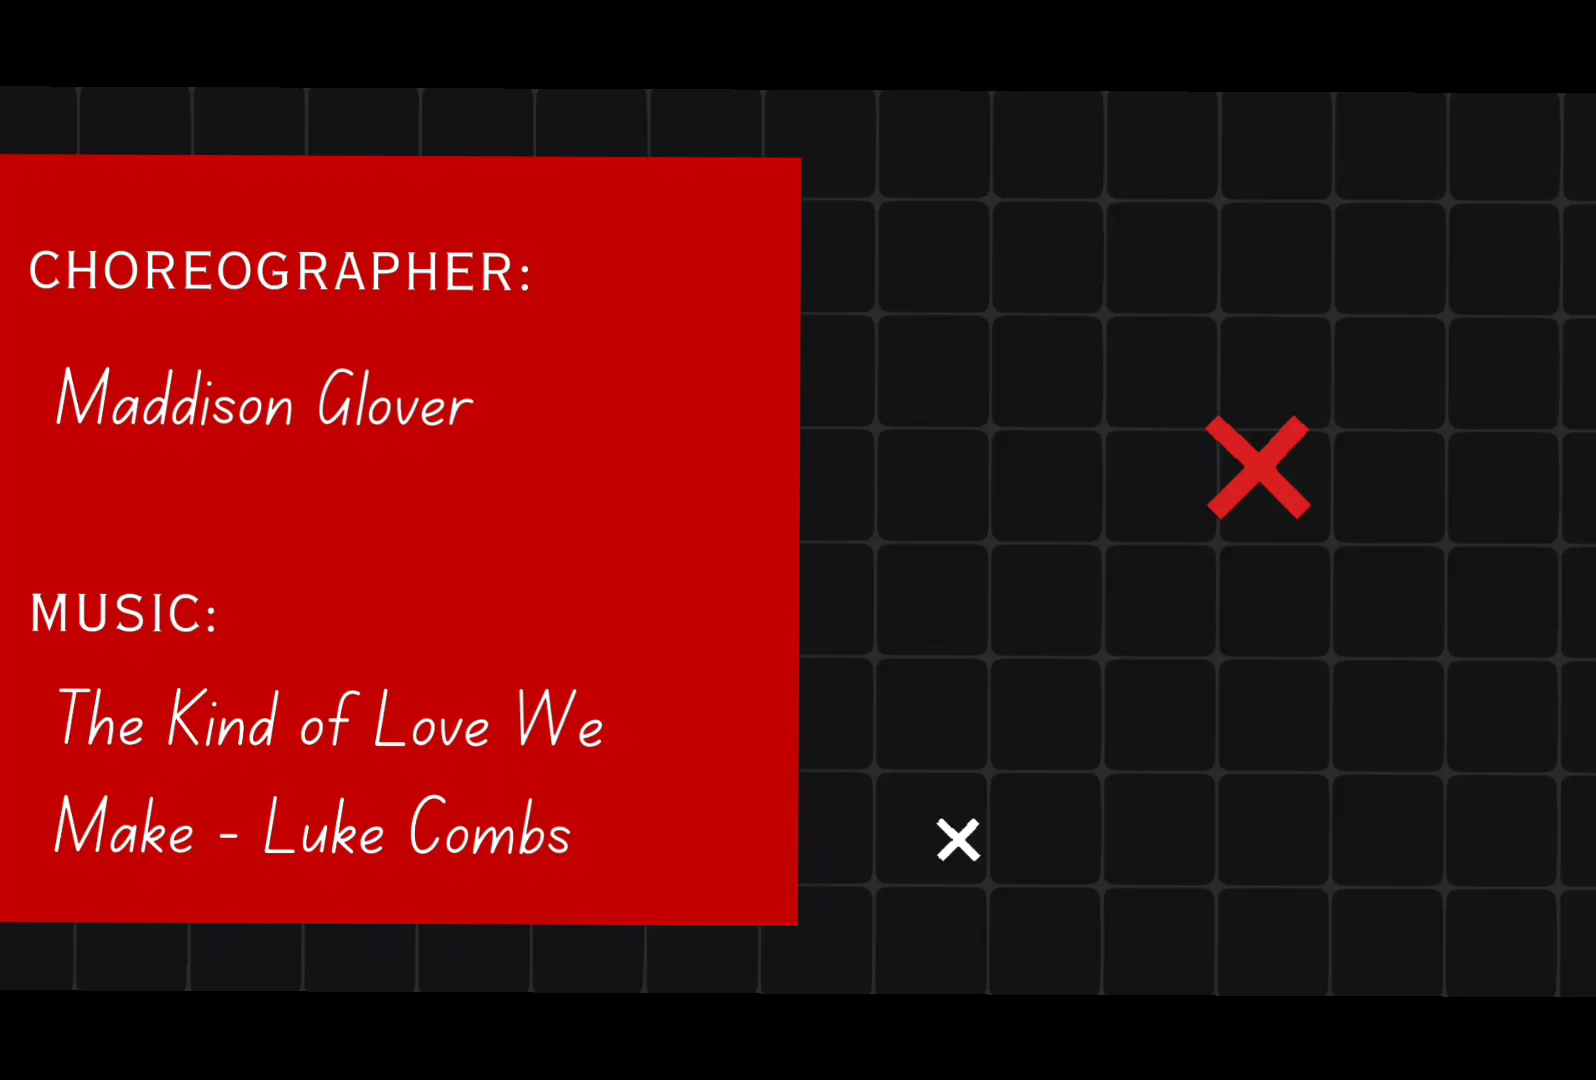 CHOREOGRAPHER:
Maddison Glover
MUSIC:
The Kind of Love We
Make - Luke Combs